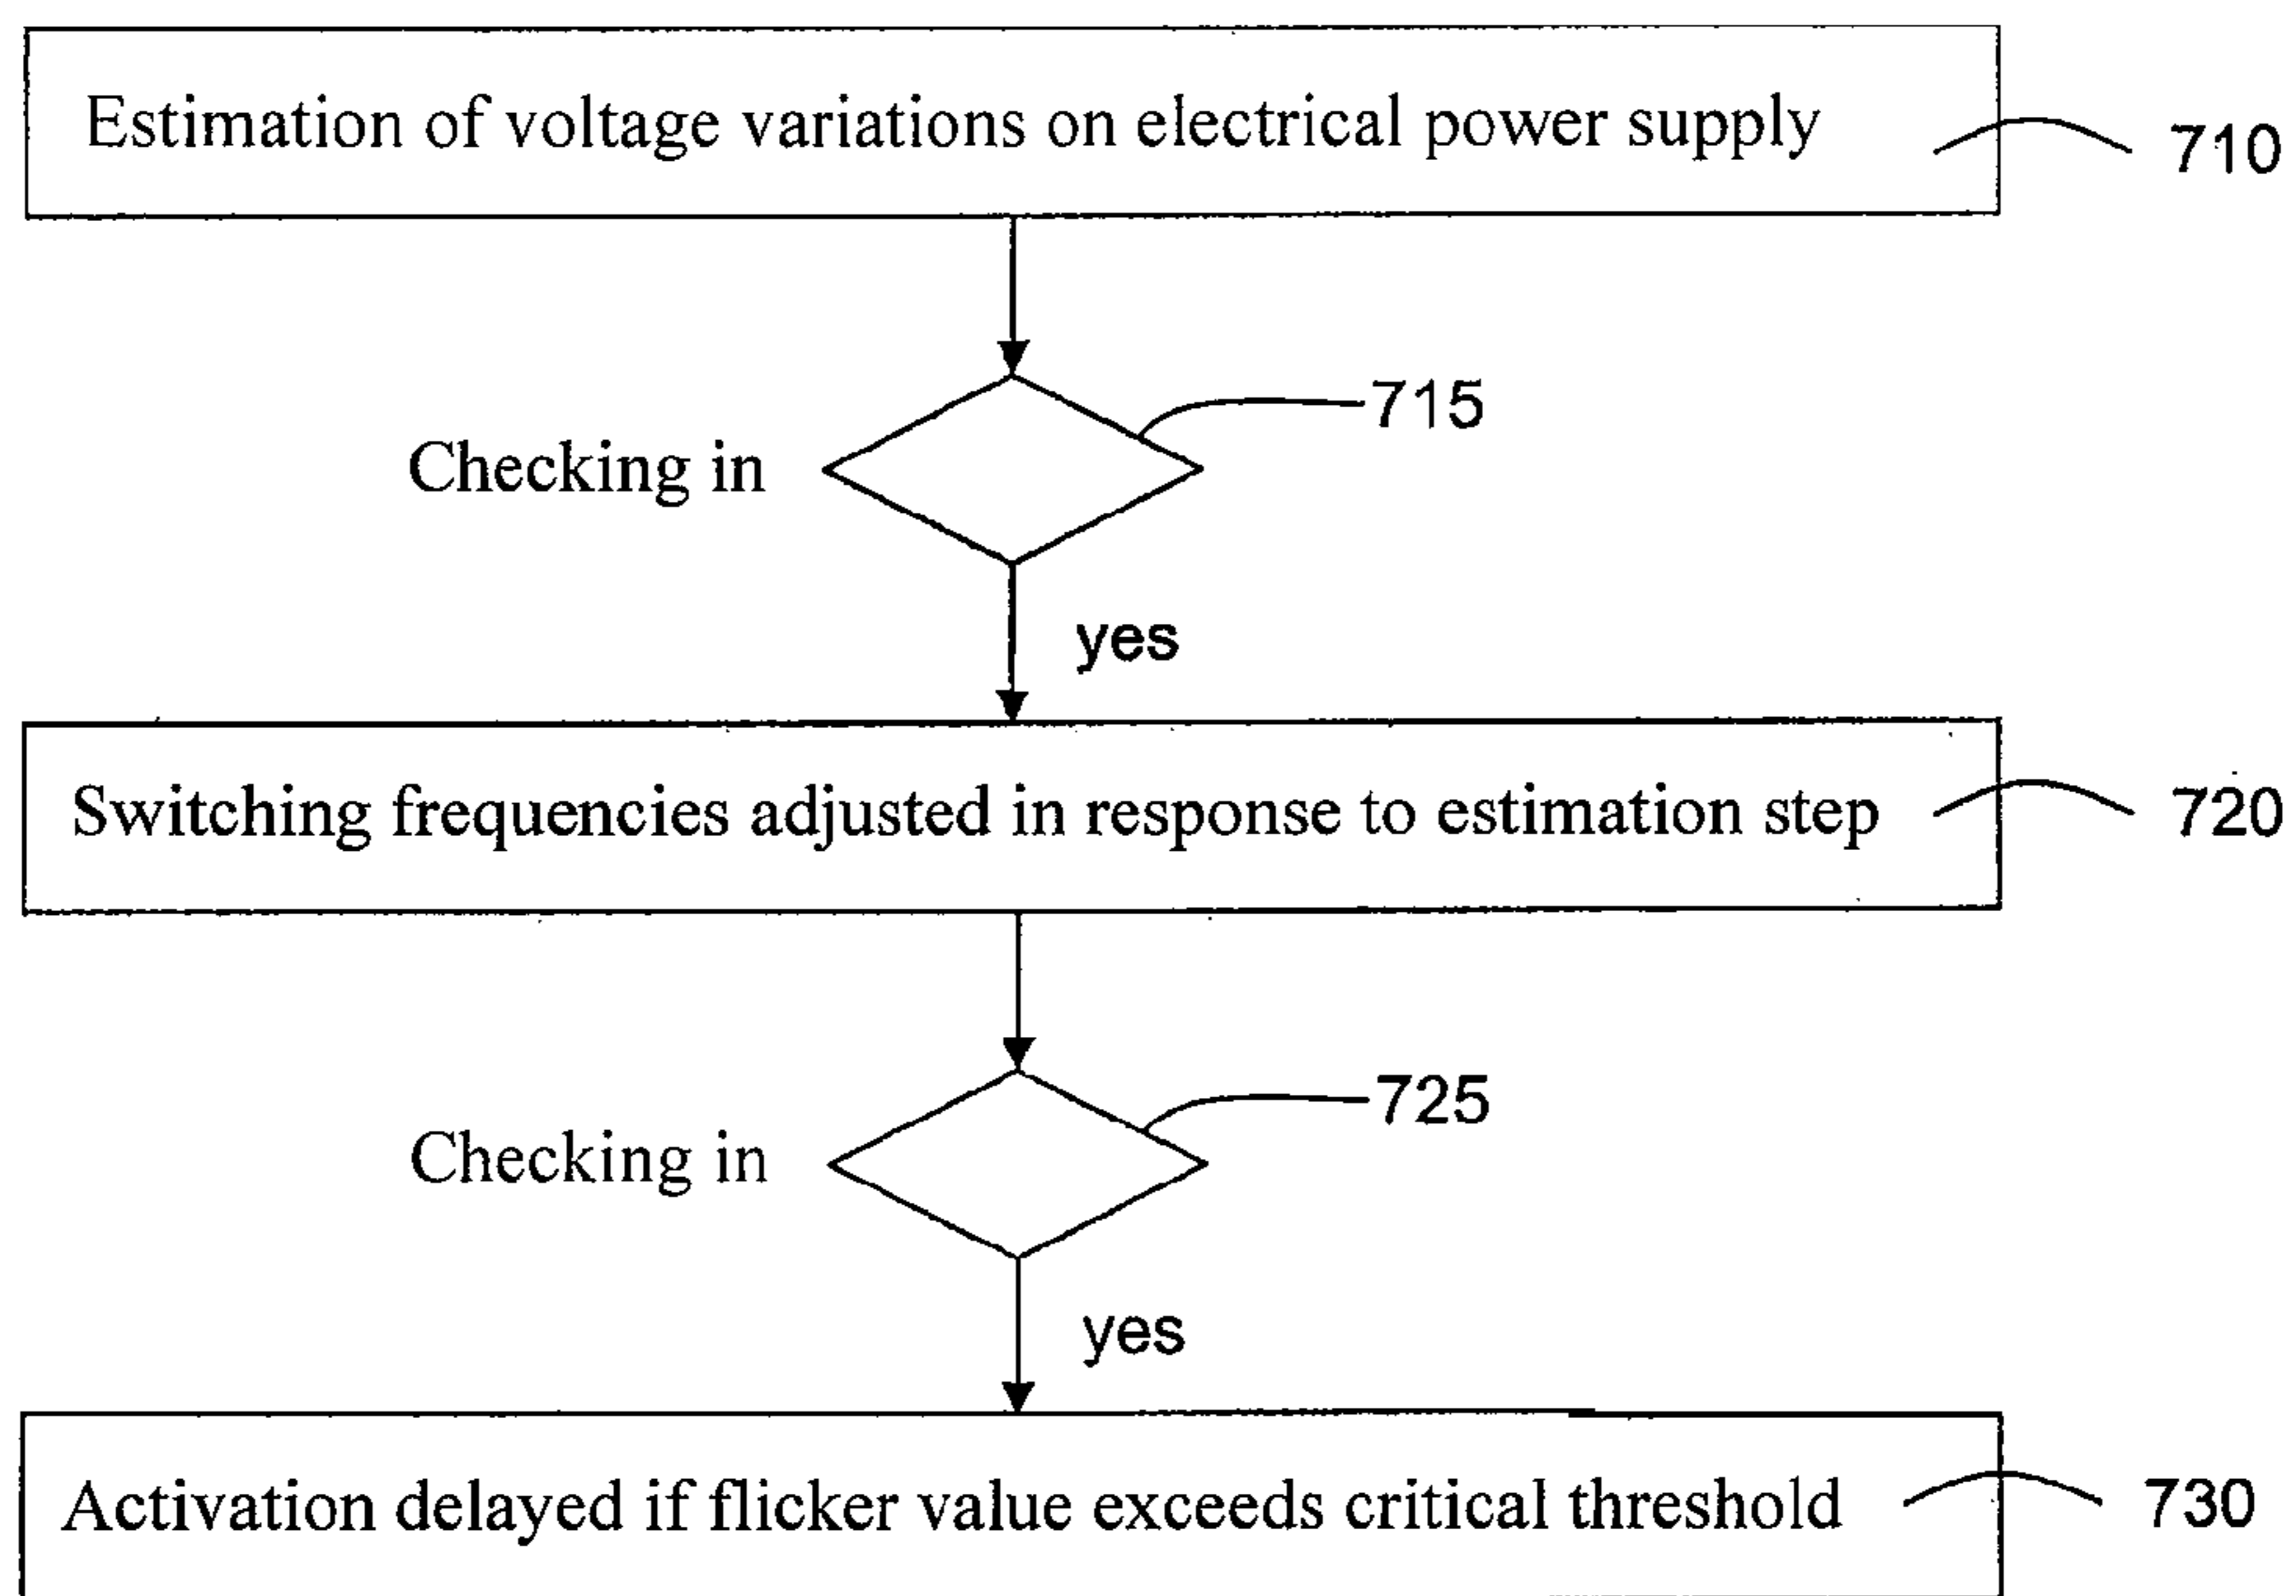 Estimation of voltage variations on electrical power supply
710
715
Checking in
yes
Switching frequencies adjusted in response to estimation step
720
725
Checking in
yes
Activation delayed if flicker value exceeds critical threshold
730